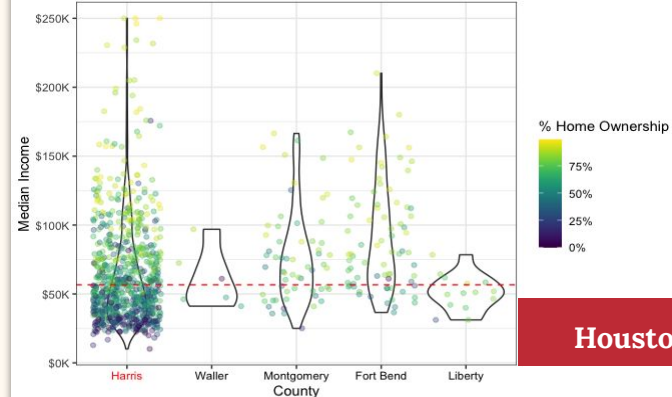 $250K
$200K
$150K
$100K
$50K
$0K
Median Income
Harris
Waller
Montgomery
Fort Bend
Liberty
County
% Home Ownership
75%
50%
25%
0%